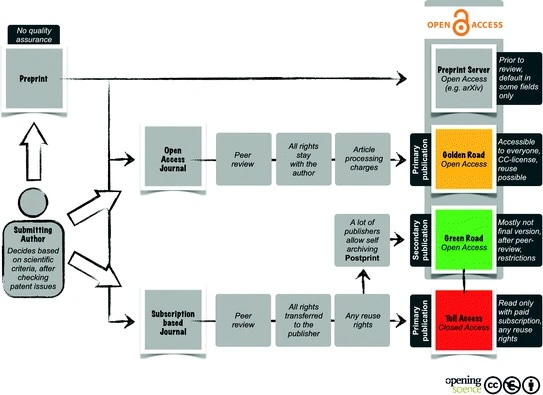 OPEN ACCESS
No quality
assurance
Preprint
Preprint Server
Open Access
(e.g. arXiv)
Prior to
review,
default in
some fields
only
Open
Access
Journal
Peer
review
All rights
stay
with the
author
Article
processing
charges
Primary
publication
Golden Road
Open Access
Accessible
to everyone,
CC-license,
reuse
possible
Submitting
Author
Decides based
on scientific
criteria, after
checking
patent issues
A lot of
publishers
allow self
archiving
Postprint
Secondary
publication
Green Road
Open Access
Mostly not
final version,
after peer-
review,
restrictions
Subscription
based
Journal
Peer
review
All rights
transferred
to the
publisher
Any reuse
rights
Primary
publication
Toll Access
Closed Access
Read only
with paid
subscription,
any reuse
rights
opening
science
cc